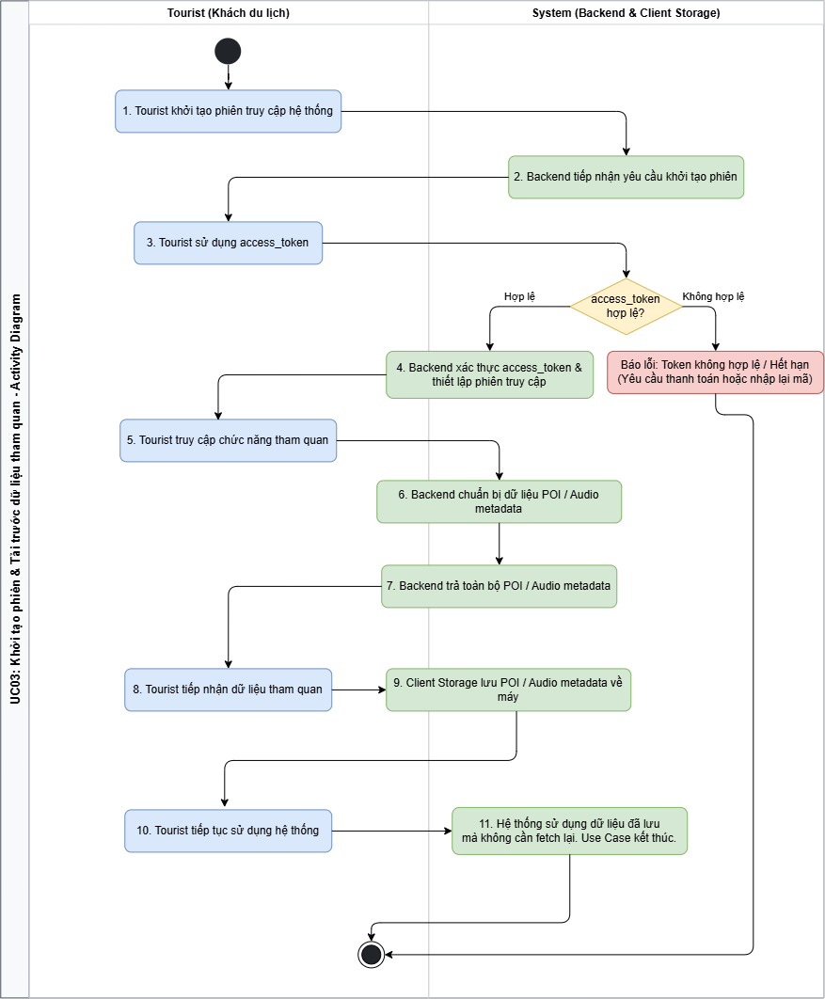 Tourist (Khách du lịch)
System (Backend & Client Storage)
UC03: Khởi tạo phiên & Tải trước dữ liệu tham quan - Activity Diagram
1. Tourist khởi tạo phiên truy cập hệ thống
2. Backend tiếp nhận yêu cầu khởi tạo phiên
3. Tourist sử dụng access_token
access_token
hợp lệ?
Hợp lệ
Không hợp lệ
4. Backend xác thực access_token &
thiết lập phiên truy cập
Báo lỗi: Token không hợp lệ / Hết hạn
(Yêu cầu thanh toán hoặc nhập lại mã)
5. Tourist truy cập chức năng tham quan
6. Backend chuẩn bị dữ liệu POI / Audio
metadata
7. Backend trả toàn bộ POI / Audio metadata
8. Tourist tiếp nhận dữ liệu tham quan
9. Client Storage lưu POI / Audio metadata về
máy
10. Tourist tiếp tục sử dụng hệ thống
11. Hệ thống sử dụng dữ liệu đã lưu
mà không cần fetch lại. Use Case kết thúc.